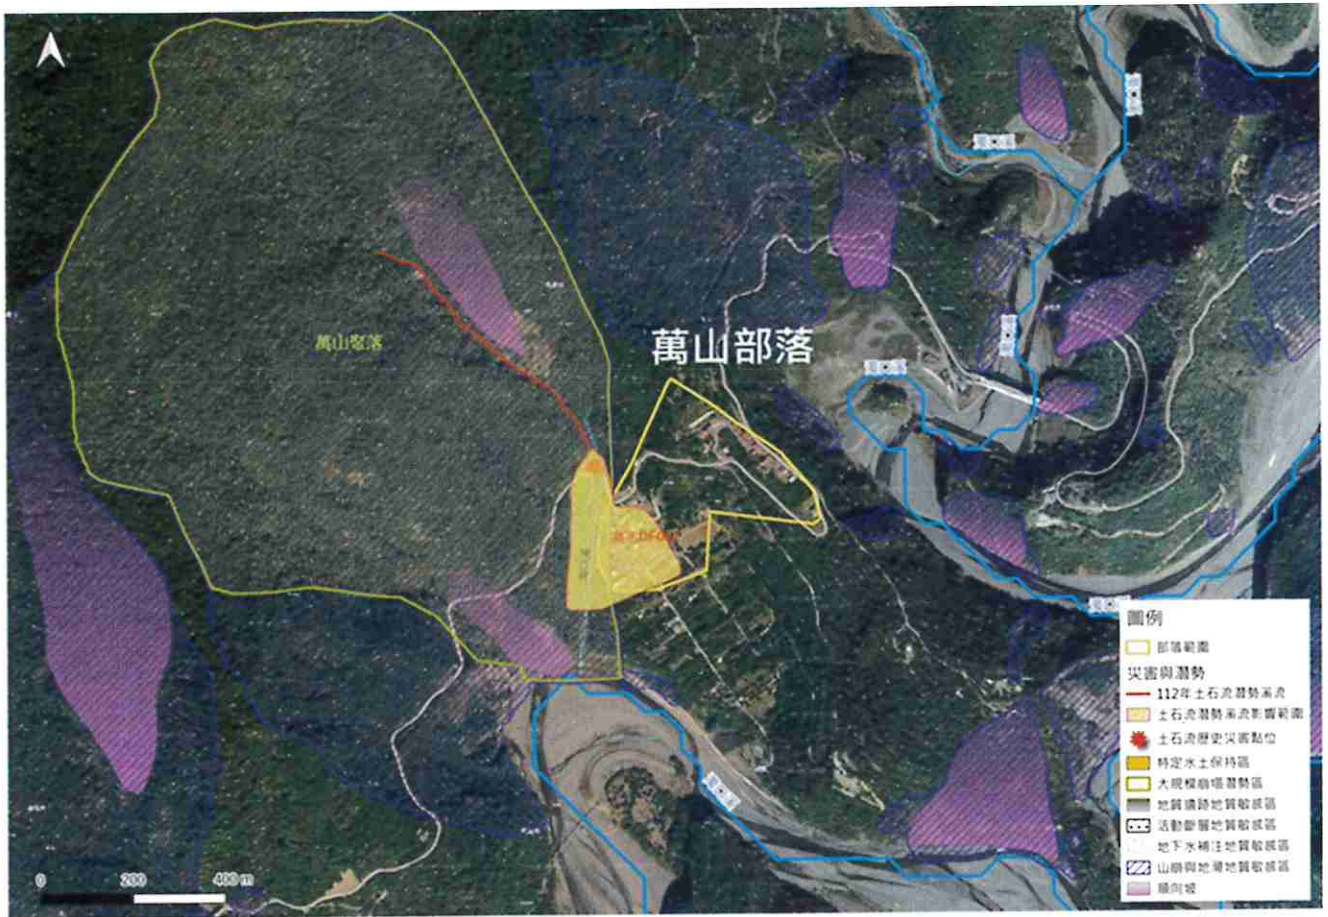 萬山部落
萬山聚落
0 200 400 m
圖例
部落範圍
災害與潛勢
112年土石流潛勢溪流
土石流潛勢溪流影響範圍
土石流歷史災害點位
特定水土保持區
大規模崩塌潛勢區
地質遺跡地質敏感區
活動斷層地質敏感區
地下水補注地質敏感區
山崩與地滑地質敏感區
順向坡